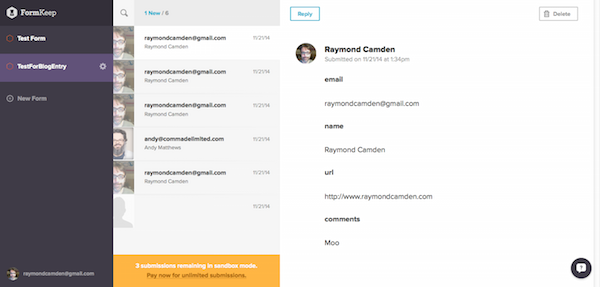 FormKeep
Test Form
TestForBlogEntry
New Form
raymondcamden@gmail.com
1 New / 6
raymondcamden@gmail.com 11/21/14
Raymond Camden
raymondcamden@gmail.com 11/21/14
Raymond Camden
raymondcamden@gmail.com 11/21/14
Raymond Camden
andy@commadelimited.com 11/21/14
Andy Matthews
raymondcamden@gmail.com 11/21/14
Raymond Camden
11/21/14
3 submissions remaining in sandbox mode.
Pay now for unlimited submissions.
Reply
Delete
Raymond Camden
Submitted on 11/21/14 at 1:34pm
email
raymondcamden@gmail.com
name
Raymond Camden
url
http://www.raymondcamden.com
comments
Moo